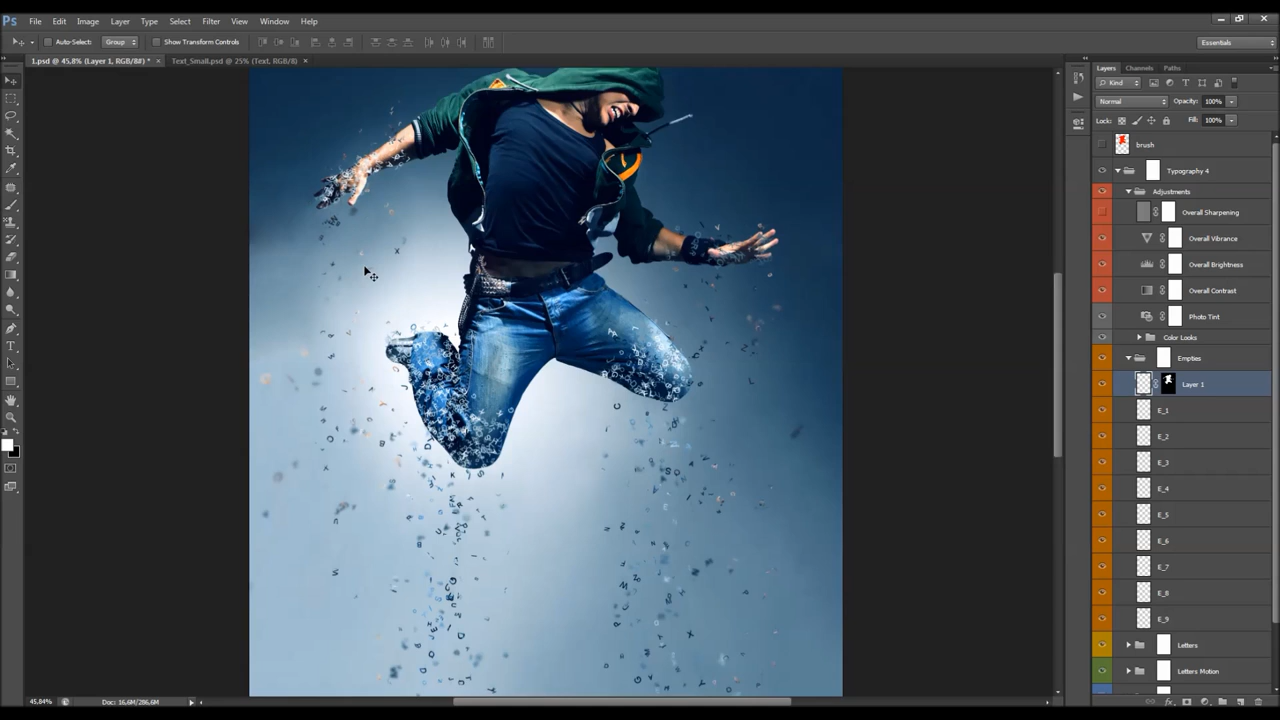 Ps File Edit Image Layer Type Select Filter View Window Help
Auto-Select: Group Show Transform Controls Essentials
1.psd @ 45.8% (Layer 1, RGB/8#) * × Text_Small.psd @ 25% (Text, RGB/8) ×
Layers Channels Paths
Kind
Normal Opacity: 100%
Lock: Fill: 100%
brush
Typography 4
Adjustments
Overall Sharpening
Overall Vibrance
Overall Brightness
Overall Contrast
Photo Tint
Color Looks
Empties
Layer 1
E_1
E_2
E_3
E_4
E_5
E_6
E_7
E_8
E_9
Letters
Letters Motion
45.84% Doc: 16.6M/286.6M